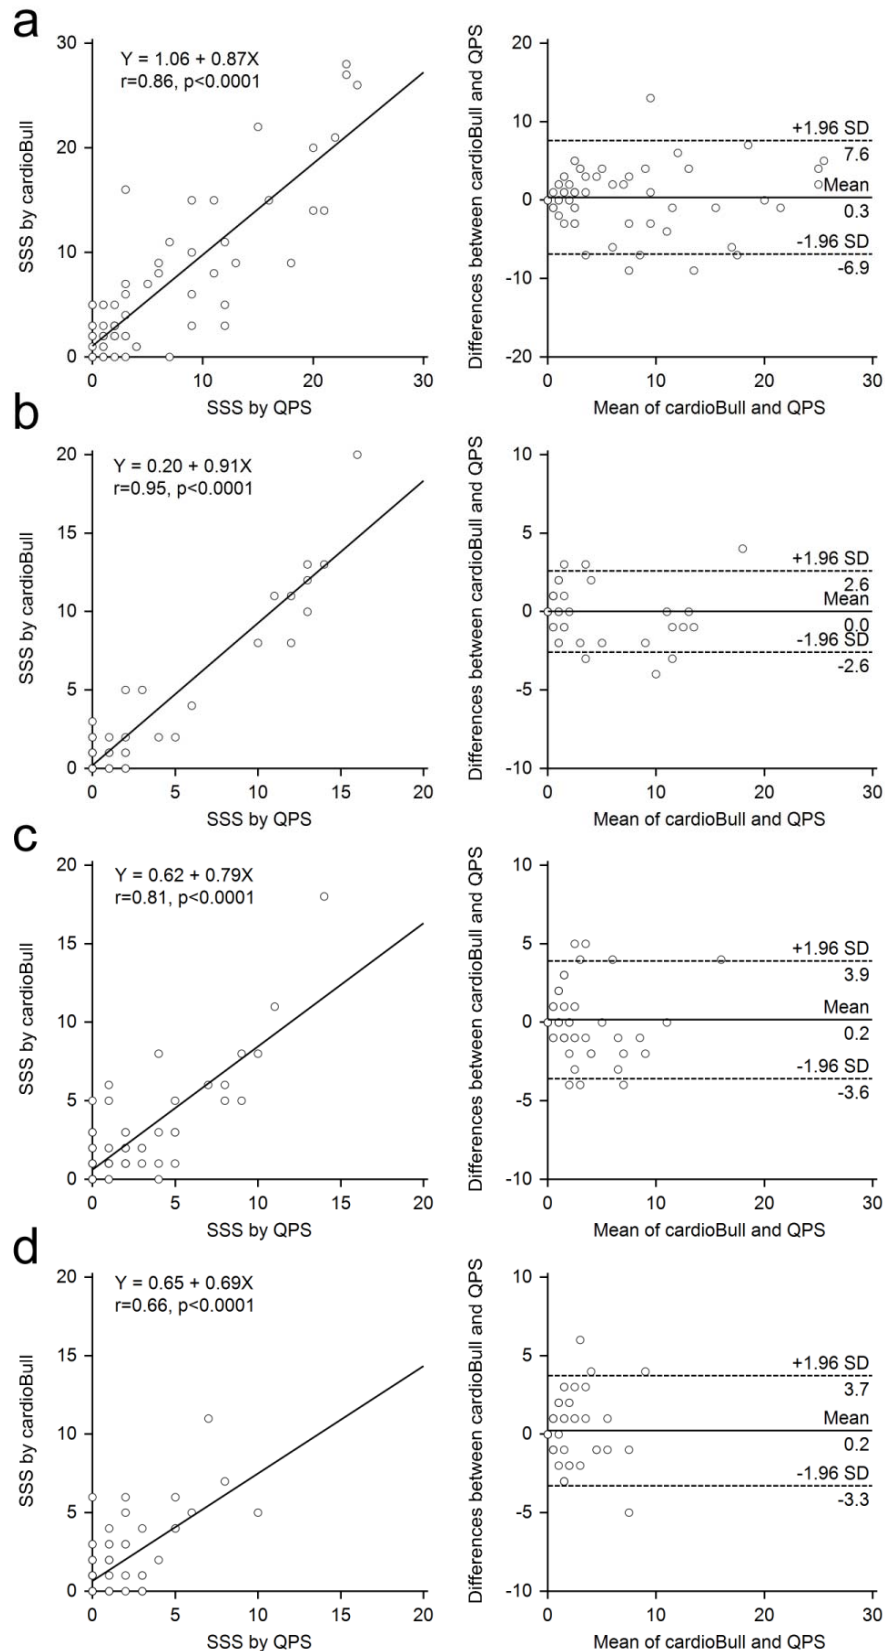 a
Y = 1.06 + 0.87X
r=0.86, p<0.0001
SSS by cardioBull
30
20
10
0
0 10 20 30
SSS by QPS
Differences between cardioBull and QPS
20
10
0
-10
-20
+1.96 SD
7.6
Mean
0.3
-1.96 SD
-6.9
0 10 20 30
Mean of cardioBull and QPS
b
Y = 0.20 + 0.91X
r=0.95, p<0.0001
SSS by cardioBull
20
15
10
5
0
0 5 10 15 20
SSS by QPS
Differences between cardioBull and QPS
10
5
0
-5
-10
+1.96 SD
2.6
Mean
0.0
-1.96 SD
-2.6
0 10 20 30
Mean of cardioBull and QPS
c
Y = 0.62 + 0.79X
r=0.81, p<0.0001
SSS by cardioBull
20
15
10
5
0
0 5 10 15 20
SSS by QPS
Differences between cardioBull and QPS
10
5
0
-5
-10
+1.96 SD
3.9
Mean
0.2
-1.96 SD
-3.6
0 10 20 30
Mean of cardioBull and QPS
d
Y = 0.65 + 0.69X
r=0.66, p<0.0001
SSS by cardioBull
20
15
10
5
0
0 5 10 15 20
SSS by QPS
Differences between cardioBull and QPS
10
5
0
-5
-10
+1.96 SD
3.7
Mean
0.2
-1.96 SD
-3.3
0 10 20 30
Mean of cardioBull and QPS